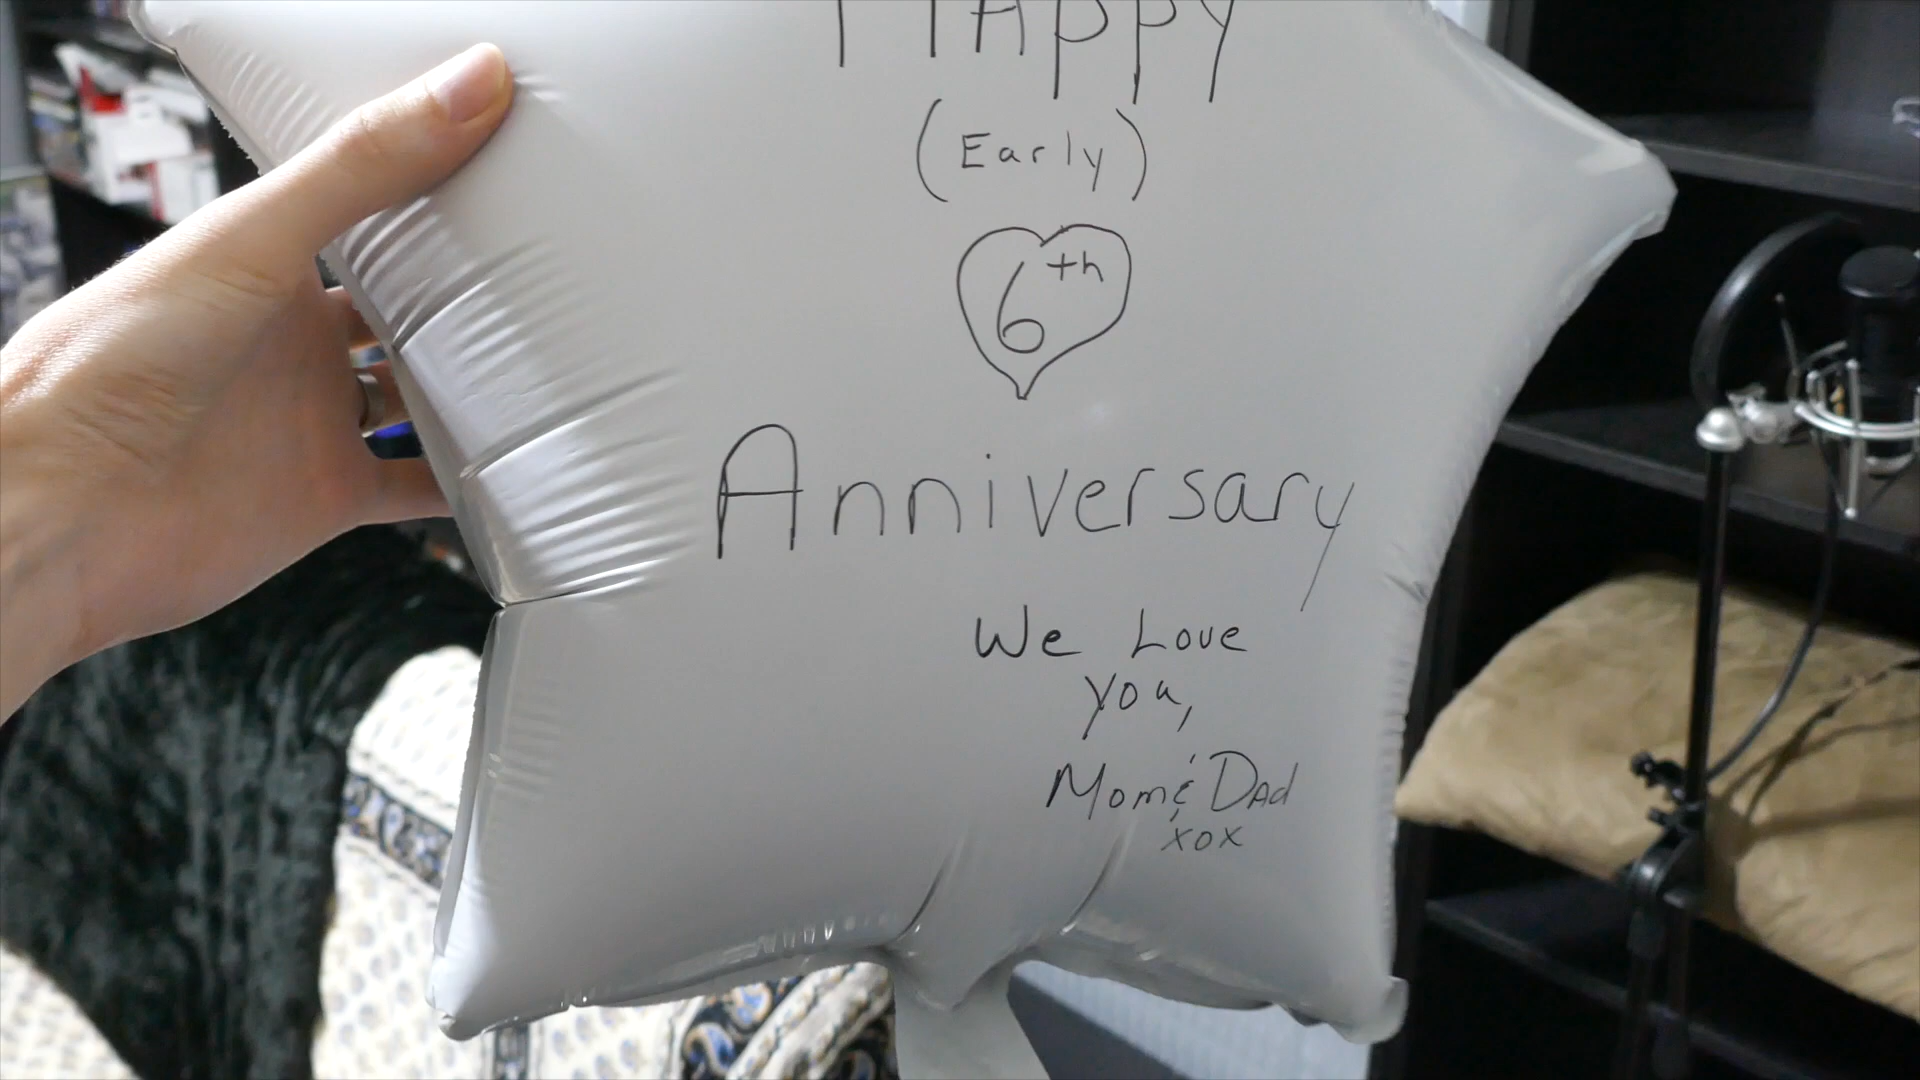 HAppy
(Early)
6th
Anniversary
We Love
you,
Mom & Dad
xox